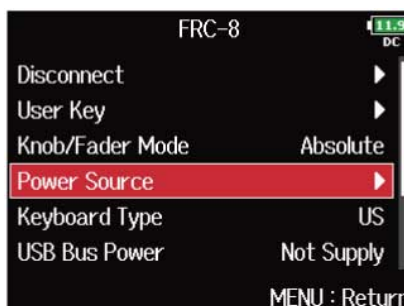 FRC-8
11.9
DC
Disconnect
User Key
Knob/Fader Mode Absolute
Power Source
Keyboard Type US
USB Bus Power Not Supply
MENU : Return